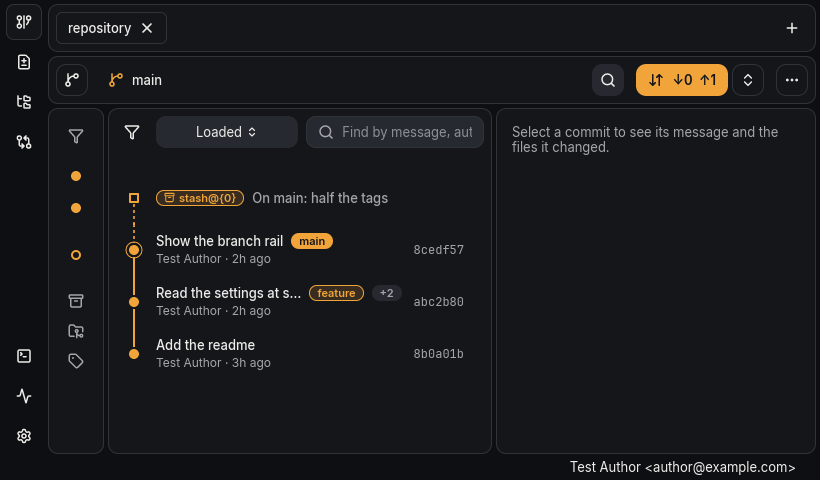 repository
main
↓0 ↑1
Loaded
Find by message, aut
Select a commit to see its message and the
files it changed.
stash@{0} On main: half the tags
Show the branch rail main
Test Author · 2h ago
8cedf57
Read the settings at s... feature +2
Test Author · 2h ago
abc2b80
Add the readme
Test Author · 3h ago
8b0a01b
Test Author <author@example.com>